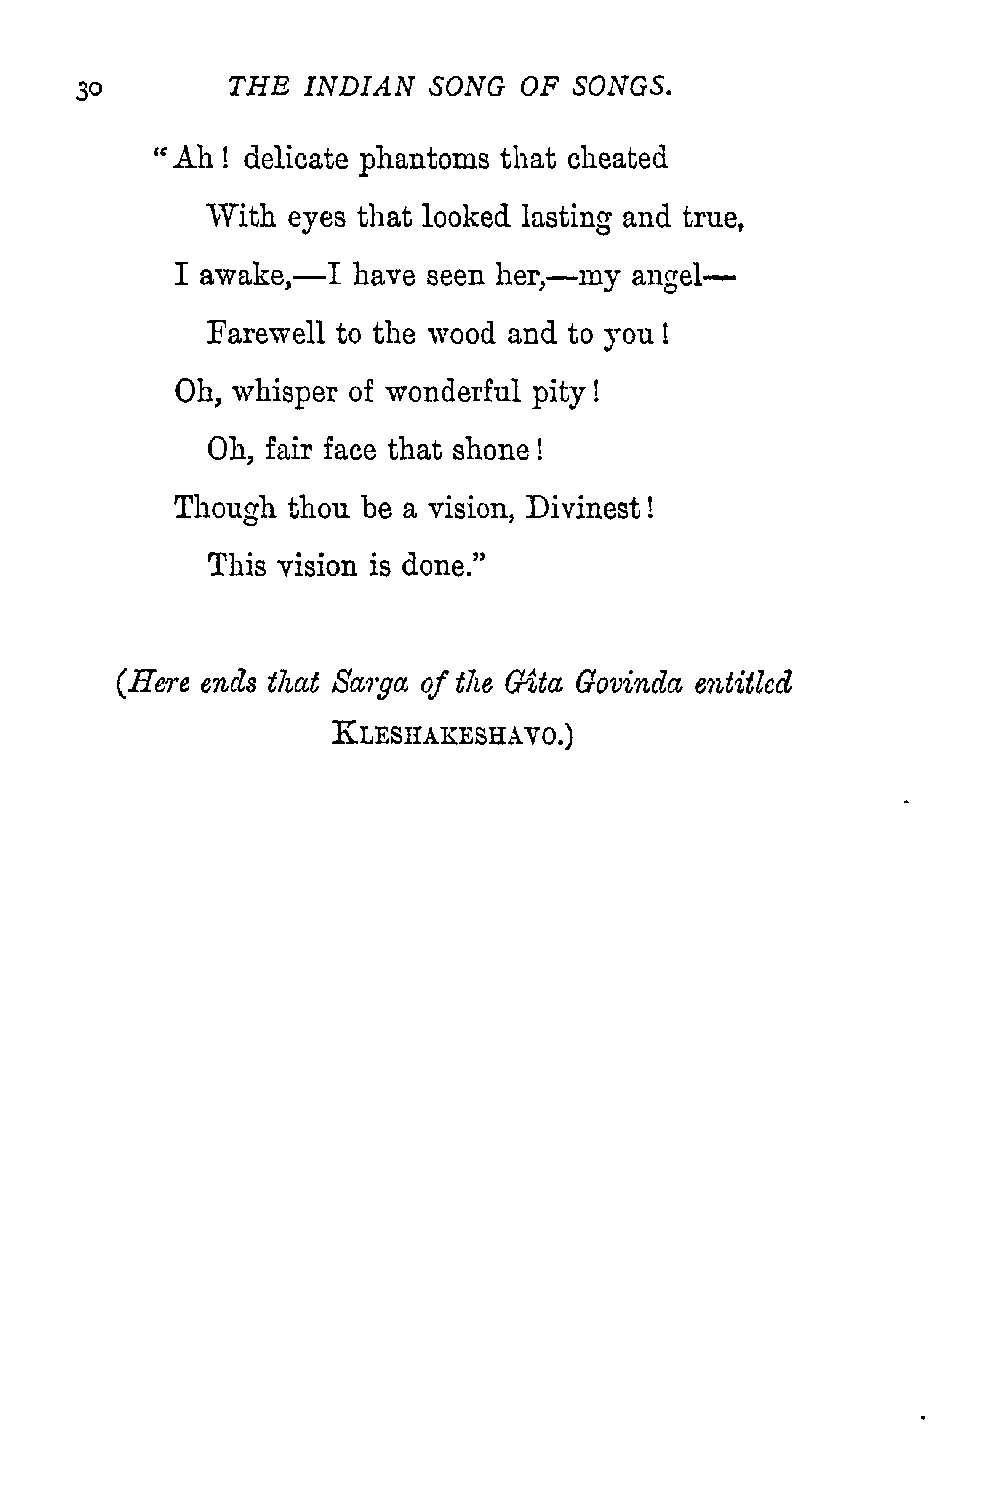 30 THE INDIAN SONG OF SONGS.
"Ah! delicate phantoms that cheated
With eyes that looked lasting and true,
I awake,—I have seen her,—my angel—
Farewell to the wood and to you!
Oh, whisper of wonderful pity!
Oh, fair face that shone!
Though thou be a vision, Divinest!
This vision is done."
(Here ends that Sarga of the Gîta Govinda entitled
KLESHAKESHAVO.)